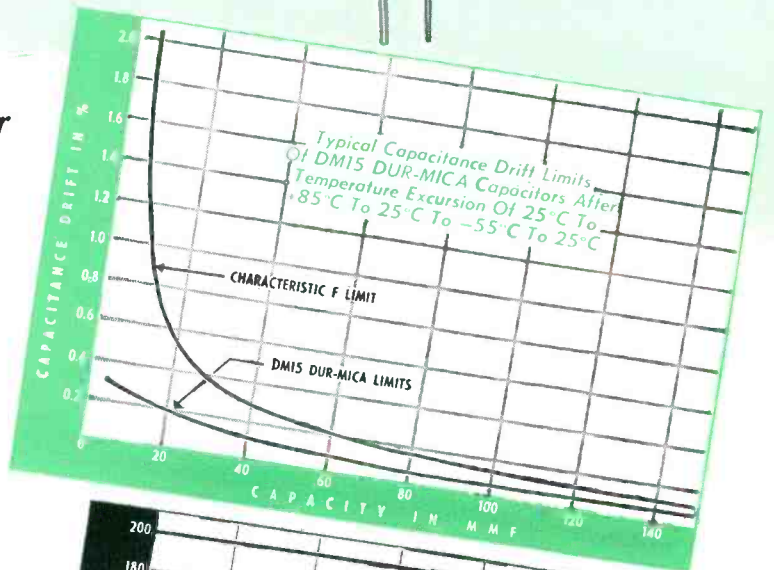 r
Typical Capacitance Drift Limits
Of DM15 DUR-MICA Capacitors After
Temperature Excursion Of 25°C To
+85°C To 25°C To −55°C To 25°C
CAPACITANCE DRIFT IN %
2.0
1.8
1.6
1.4
1.2
1.0
0.8
0.6
0.4
0.2
0
CHARACTERISTIC F LIMIT
DM15 DUR-MICA LIMITS
20
40
60
80
100
120
140
CAPACITY IN MMF
200
180